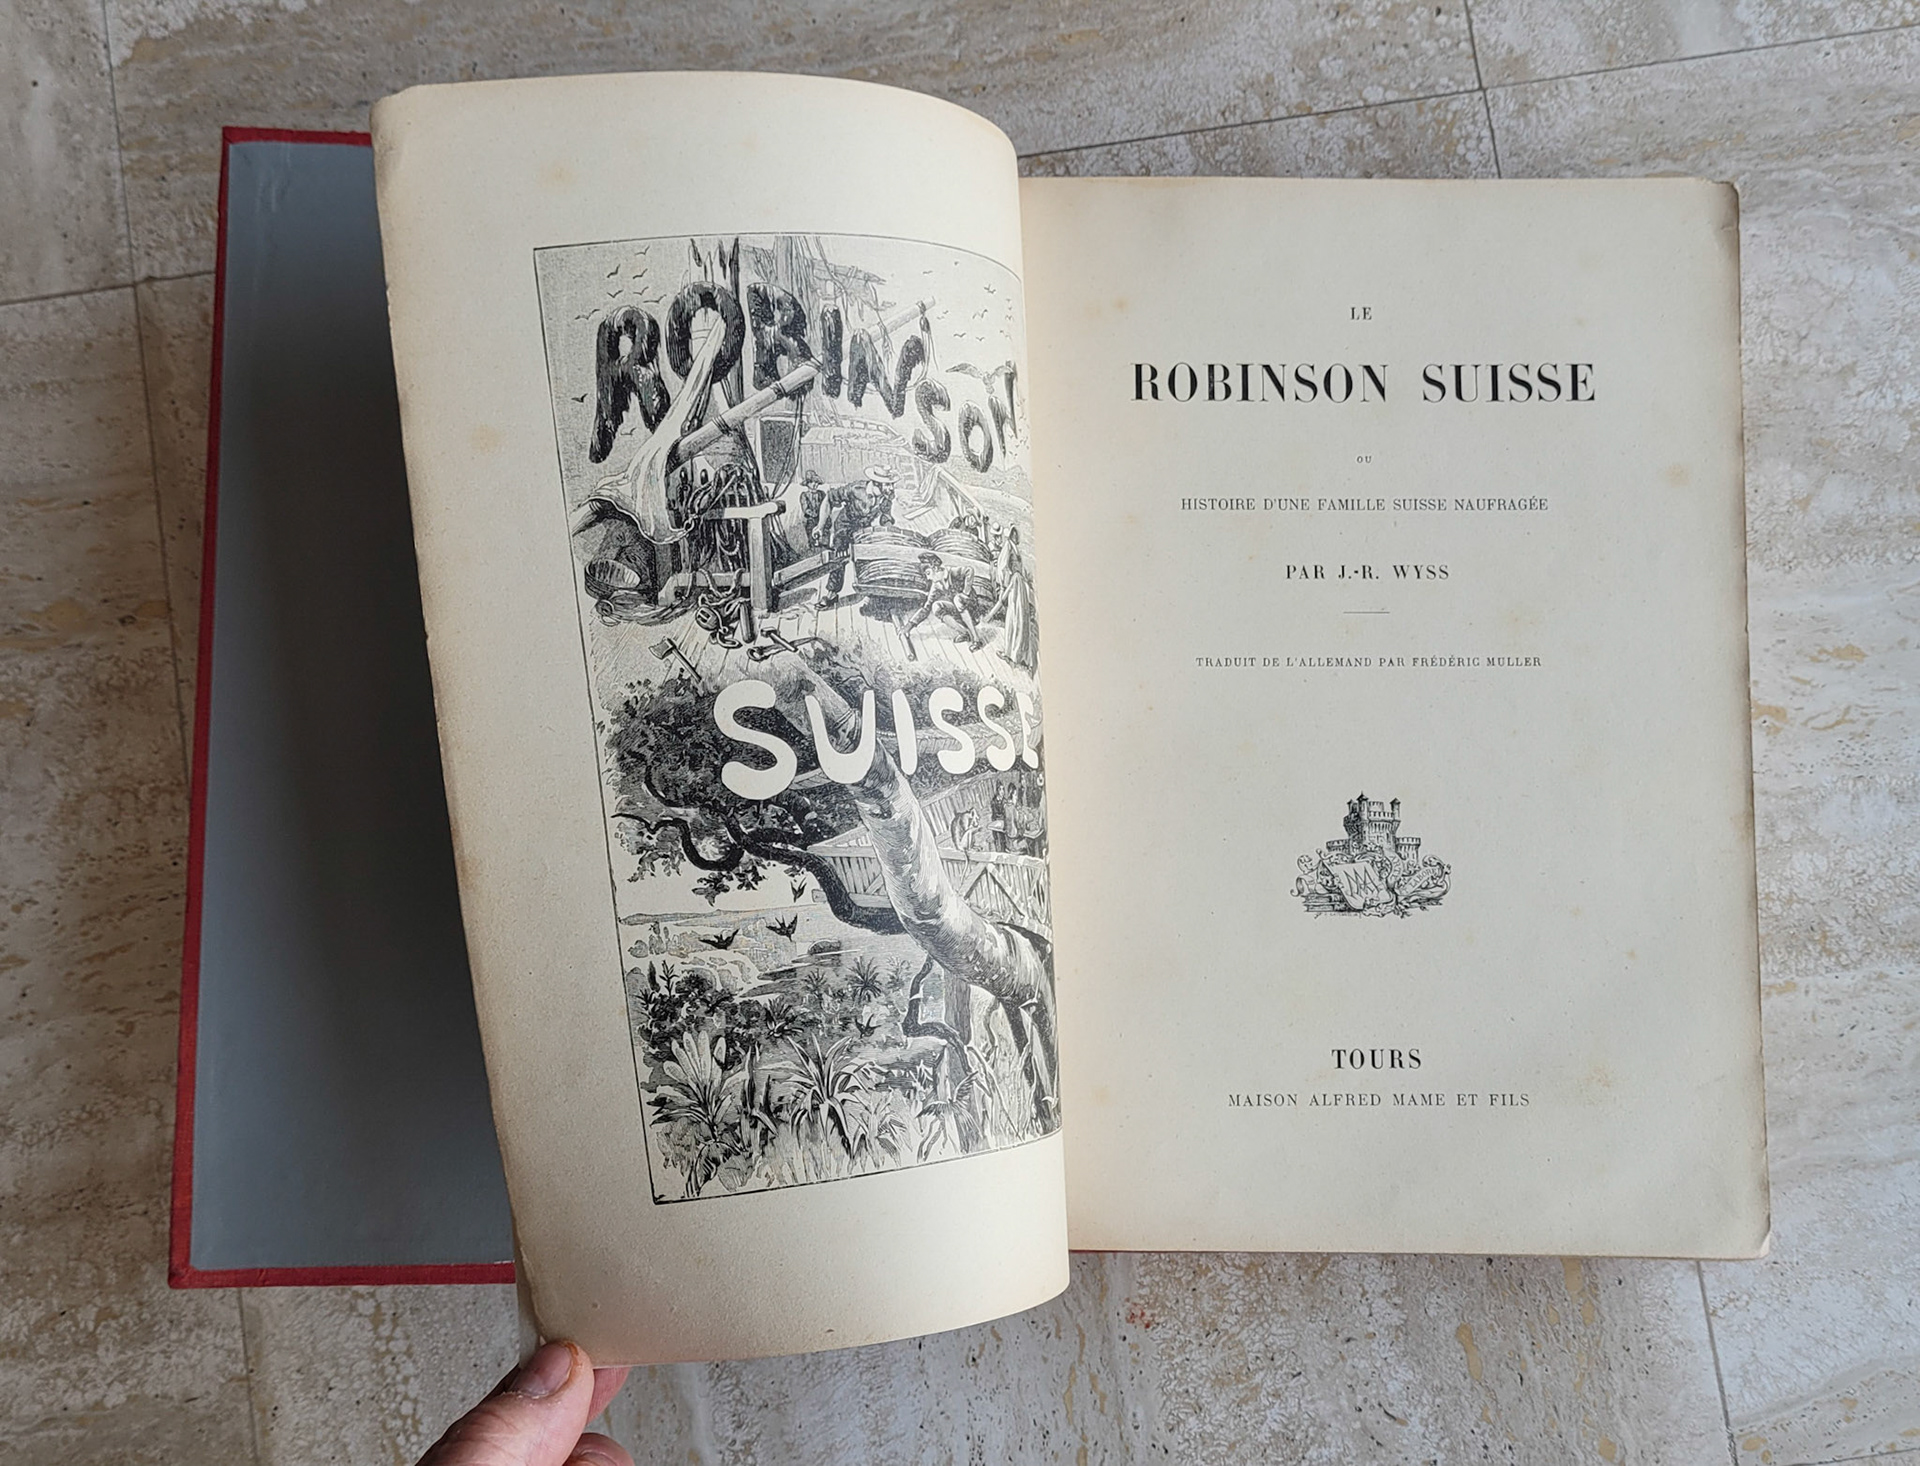 ROBINSON
SUISSE
LE
ROBINSON SUISSE
OU
HISTOIRE D'UNE FAMILLE SUISSE NAUFRAGÉE
PAR J.-R. WYSS
TRADUIT DE L'ALLEMAND PAR FRÉDÉRIC MULLER
TOURS
MAISON ALFRED MAME ET FILS